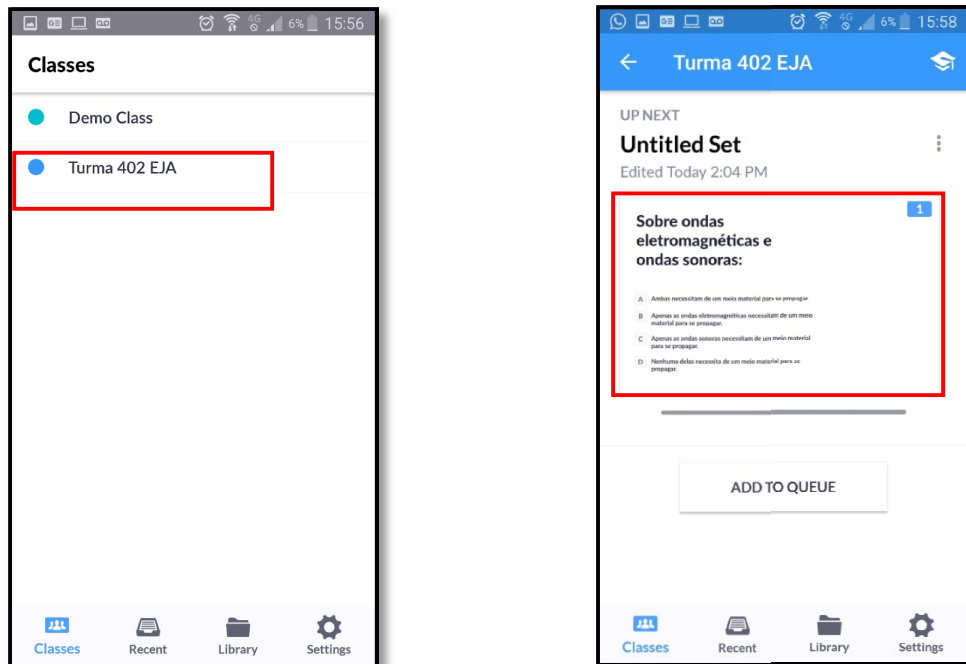 4G 6% 15:56
Classes
Demo Class
Turma 402 EJA
Classes Recent Library Settings
4G 6% 15:58
Turma 402 EJA
UP NEXT
Untitled Set
Edited Today 2:04 PM
1
Sobre ondas
eletromagnéticas e
ondas sonoras:
A Ambas necessitam de um meio material para se propagar.
B Apenas as ondas eletromagnéticas necessitam de um meio
material para se propagar.
C Apenas as ondas sonoras necessitam de um meio material
para se propagar.
D Nenhuma delas necessita de um meio material para se
propagar.
ADD TO QUEUE
Classes Recent Library Settings